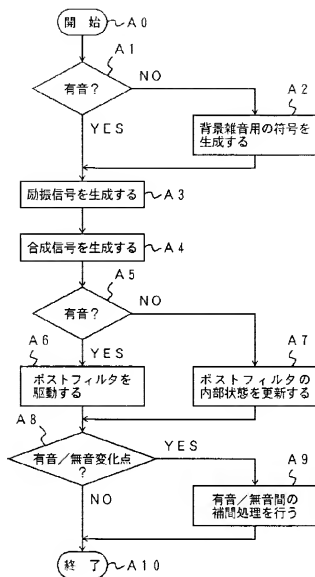 開始
A0
A1
有音?
NO
YES
A2
背景雑音用の符号を
生成する
励振信号を生成する
A3
合成信号を生成する
A4
A5
有音?
NO
YES
A6
ポストフィルタを
駆動する
A7
ポストフィルタの
内部状態を更新する
A8
有音/無音変化点
?
YES
NO
A9
有音/無音間の
補間処理を行う
終了
A10